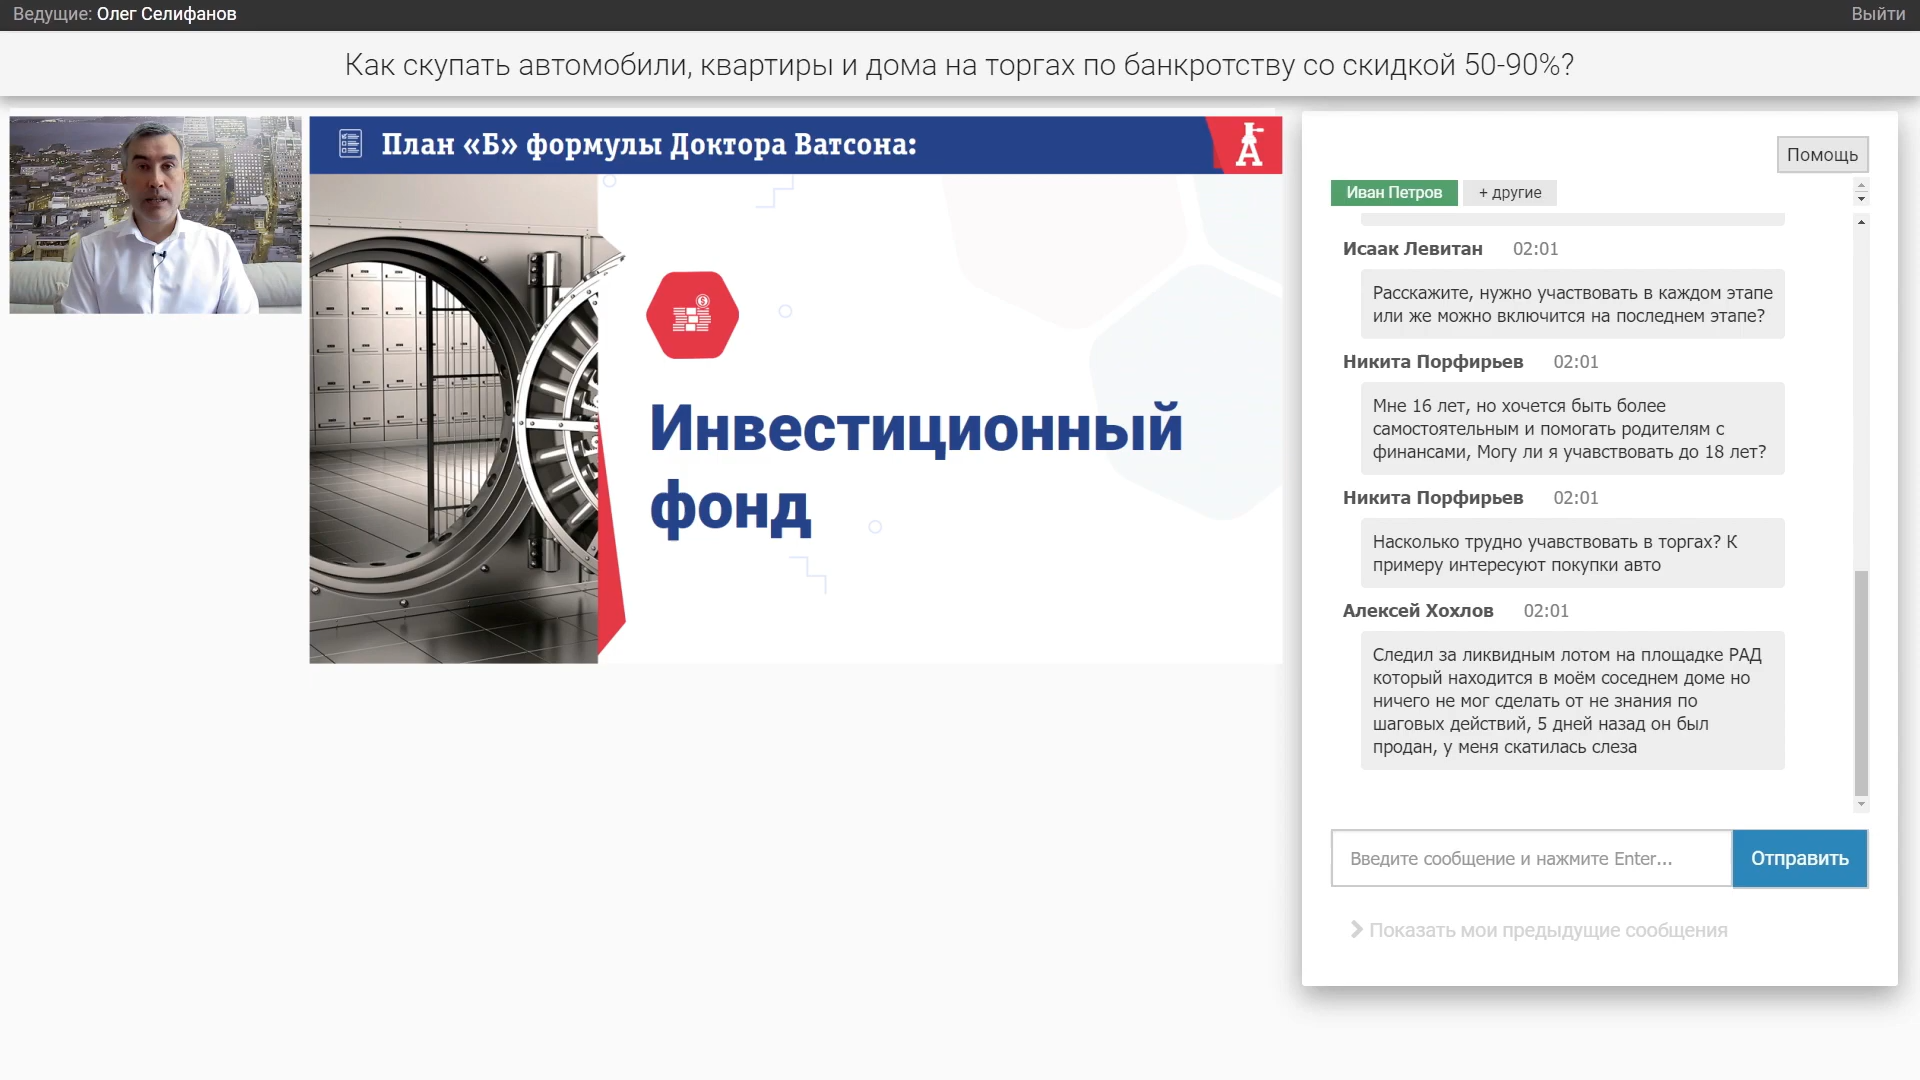 Ведущие: Олег Селифанов
Выйти
Как скупать автомобили, квартиры и дома на торгах по банкротству со скидкой 50-90%?
План «Б» формулы Доктора Ватсона:
Инвестиционный
фонд
Помощь
Иван Петров
+ другие
Исаак Левитан 02:01
Расскажите, нужно участвовать в каждом этапе
или же можно включится на последнем этапе?
Никита Порфирьев 02:01
Мне 16 лет, но хочется быть более
самостоятельным и помогать родителям с
финансами, Могу ли я учавствовать до 18 лет?
Никита Порфирьев 02:01
Насколько трудно учавствовать в торгах? К
примеру интересуют покупки авто
Алексей Хохлов 02:01
Следил за ликвидным лотом на площадке РАД
который находится в моём соседнем доме но
ничего не мог сделать от не знания по
шаговых действий, 5 дней назад он был
продан, у меня скатилась слеза
Введите сообщение и нажмите Enter...
Отправить
Показать мои предыдущие сообщения